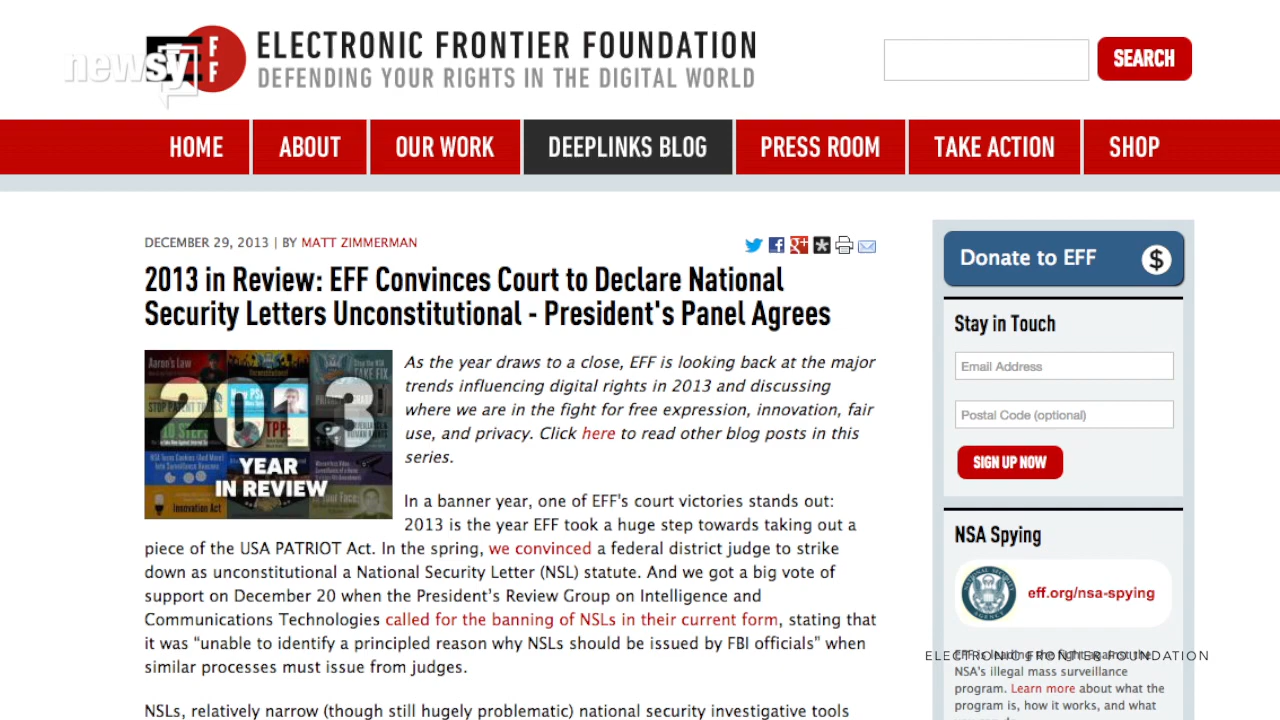 newsy
E
F
F
ELECTRONIC FRONTIER FOUNDATION
DEFENDING YOUR RIGHTS IN THE DIGITAL WORLD
SEARCH
HOME
ABOUT
OUR WORK
DEEPLINKS BLOG
PRESS ROOM
TAKE ACTION
SHOP
DECEMBER 29, 2013 | BY MATT ZIMMERMAN
2013 in Review: EFF Convinces Court to Declare National
Security Letters Unconstitutional - President's Panel Agrees
Aaron's Law
2013
TPP:
YEAR
IN REVIEW
Innovation Act
As the year draws to a close, EFF is looking back at the major
trends influencing digital rights in 2013 and discussing
where we are in the fight for free expression, innovation, fair
use, and privacy. Click here to read other blog posts in this
series.
In a banner year, one of EFF's court victories stands out:
2013 is the year EFF took a huge step towards taking out a
piece of the USA PATRIOT Act. In the spring, we convinced a federal district judge to strike
down as unconstitutional a National Security Letter (NSL) statute. And we got a big vote of
support on December 20 when the President's Review Group on Intelligence and
Communications Technologies called for the banning of NSLs in their current form, stating that
it was “unable to identify a principled reason why NSLs should be issued by FBI officials” when
similar processes must issue from judges.
NSLs, relatively narrow (though still hugely problematic) national security investigative tools
Donate to EFF
$
Stay in Touch
Email Address
Postal Code (optional)
SIGN UP NOW
NSA Spying
eff.org/nsa-spying
EFF is leading the fight against the
NSA's illegal mass surveillance
program. Learn more about what the
program is, how it works, and what
you can do.
ELECTRONIC FRONTIER FOUNDATION